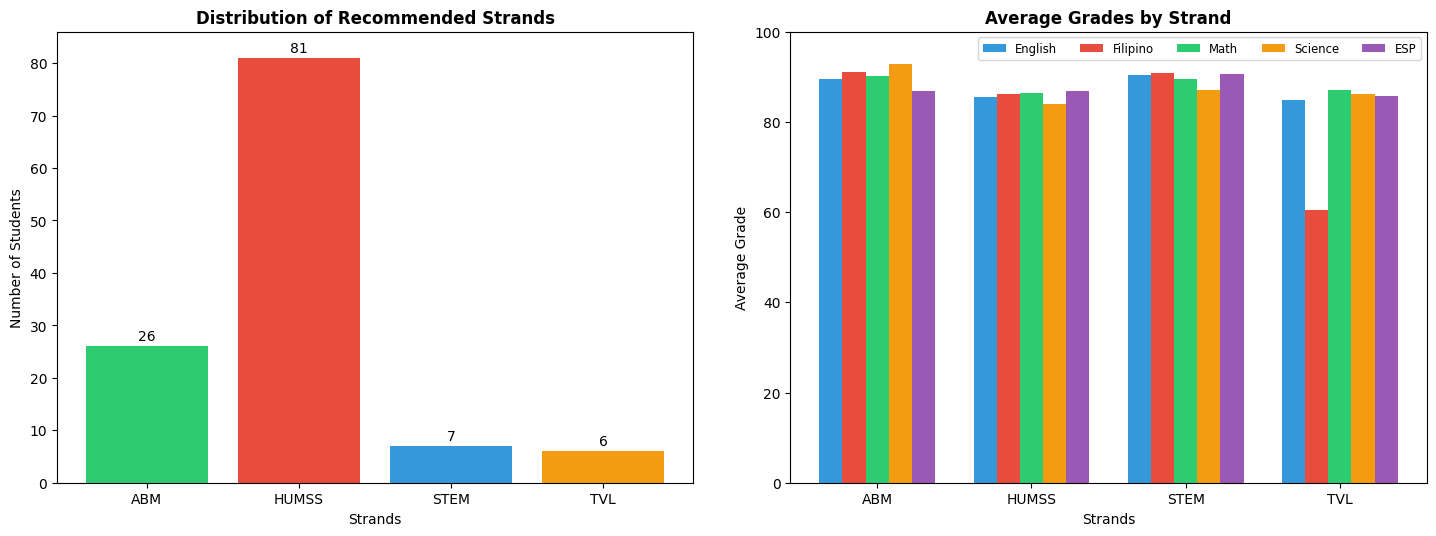 Distribution of Recommended Strands
Number of Students
80
70
60
50
40
30
20
10
0
26
81
7
6
ABM HUMSS STEM TVL
Strands
Average Grades by Strand
English Filipino Math Science ESP
Average Grade
100
80
60
40
20
0
ABM HUMSS STEM TVL
Strands